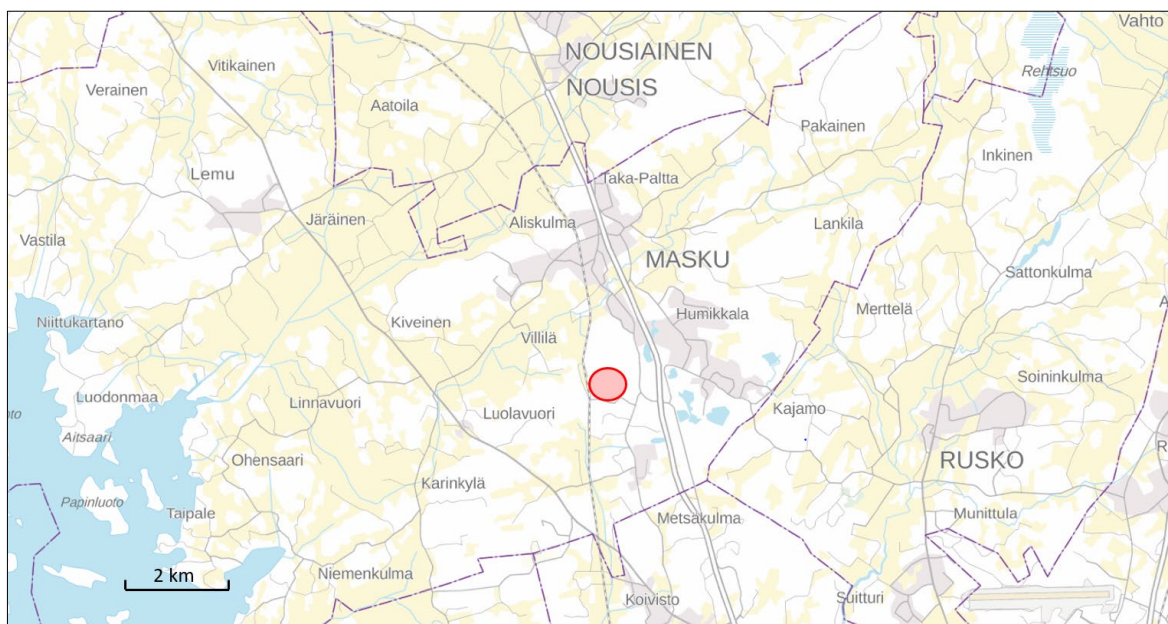 Vahto
NOUSIAINEN
NOUSIS
Vitikainen
Rehtsuo
Verainen
Aatoila
Pakainen
Inkinen
Lemu
Taka-Paltta
Järäinen
Aliskulma
Lankila
Vastila
MASKU
Sattonkulma
A
Niittukartano
Kiveinen
Humikkala
Merttelä
Villilä
Soininkulma
Luodonmaa
Linnavuori
Luolavuori
Kajamo
oto
Aitsaari
R
Ohensaari
RUSKO
Karinkylä
Papinluoto
Taipale
Metsäkulma
Munittula
2 km
Niemenkulma
Koivisto
Suitturi